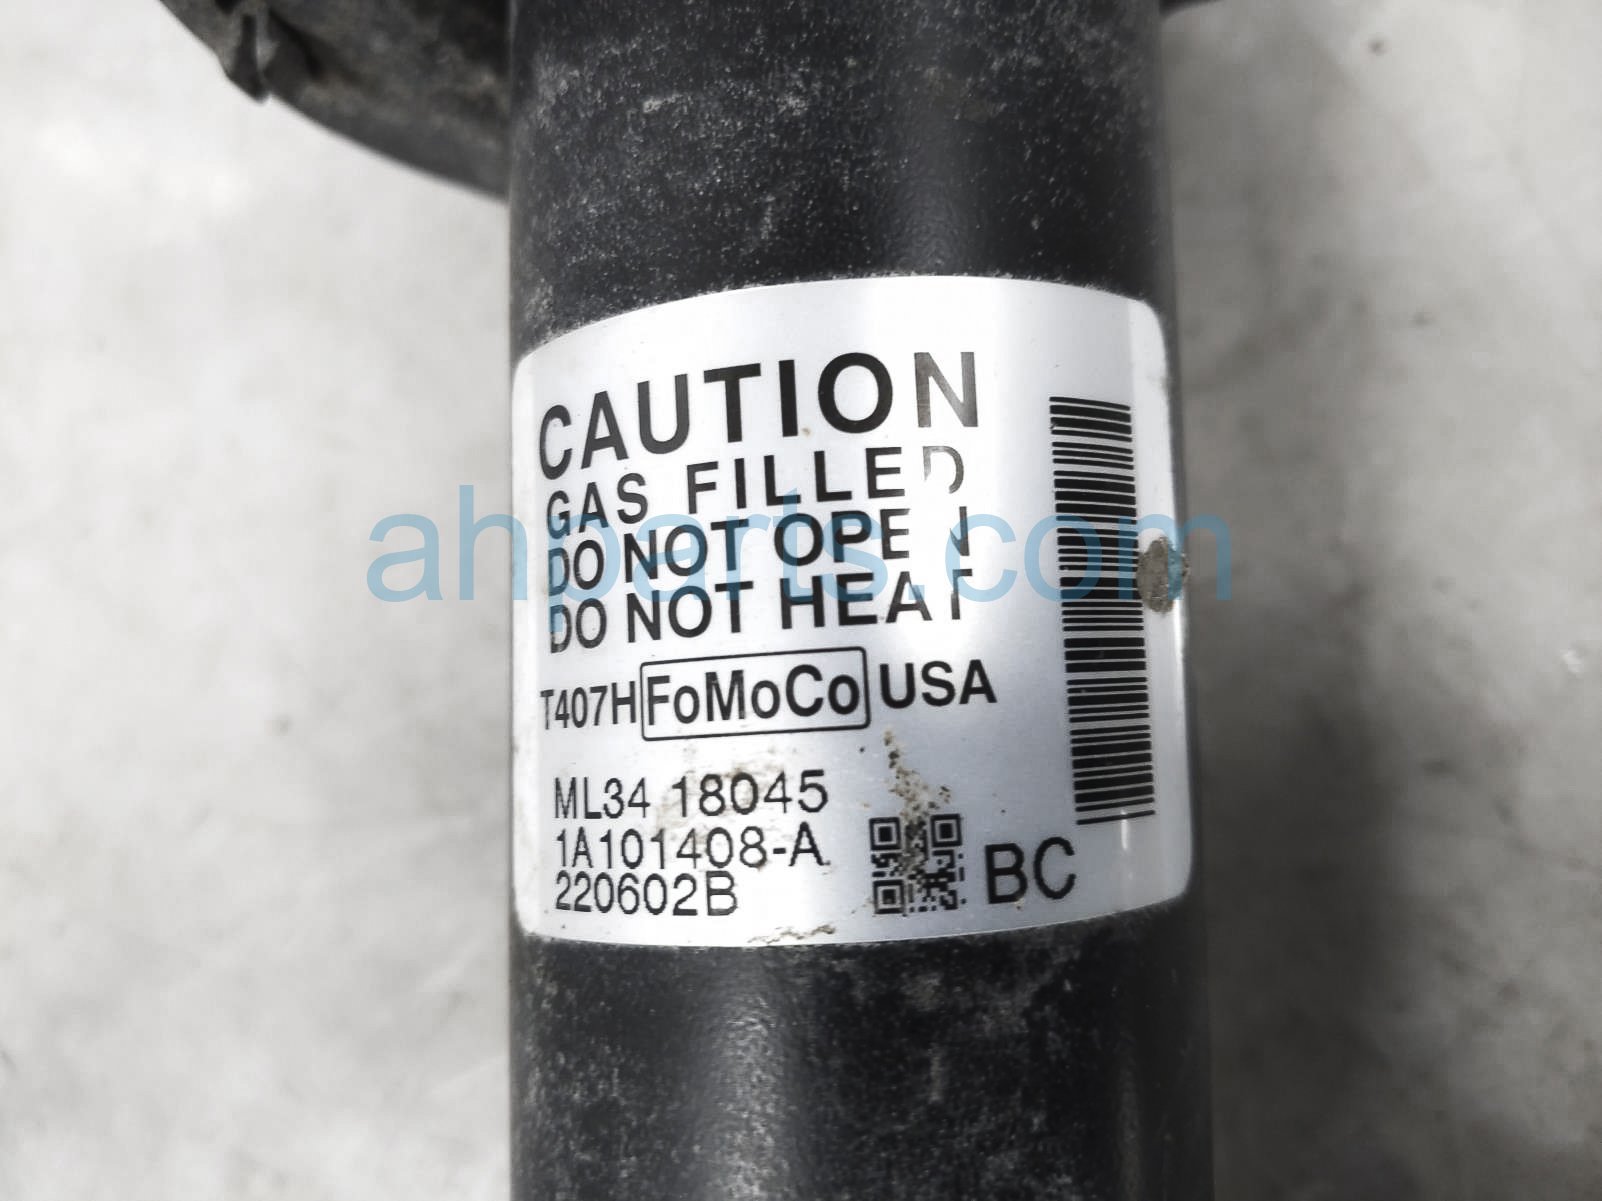 CAUTION
GAS FILLED
DO NOT OPEN
DO NOT HEAT
T407H FoMoCo USA
ML34 18045
1A101408-A
220602B
BC
ahparts.com